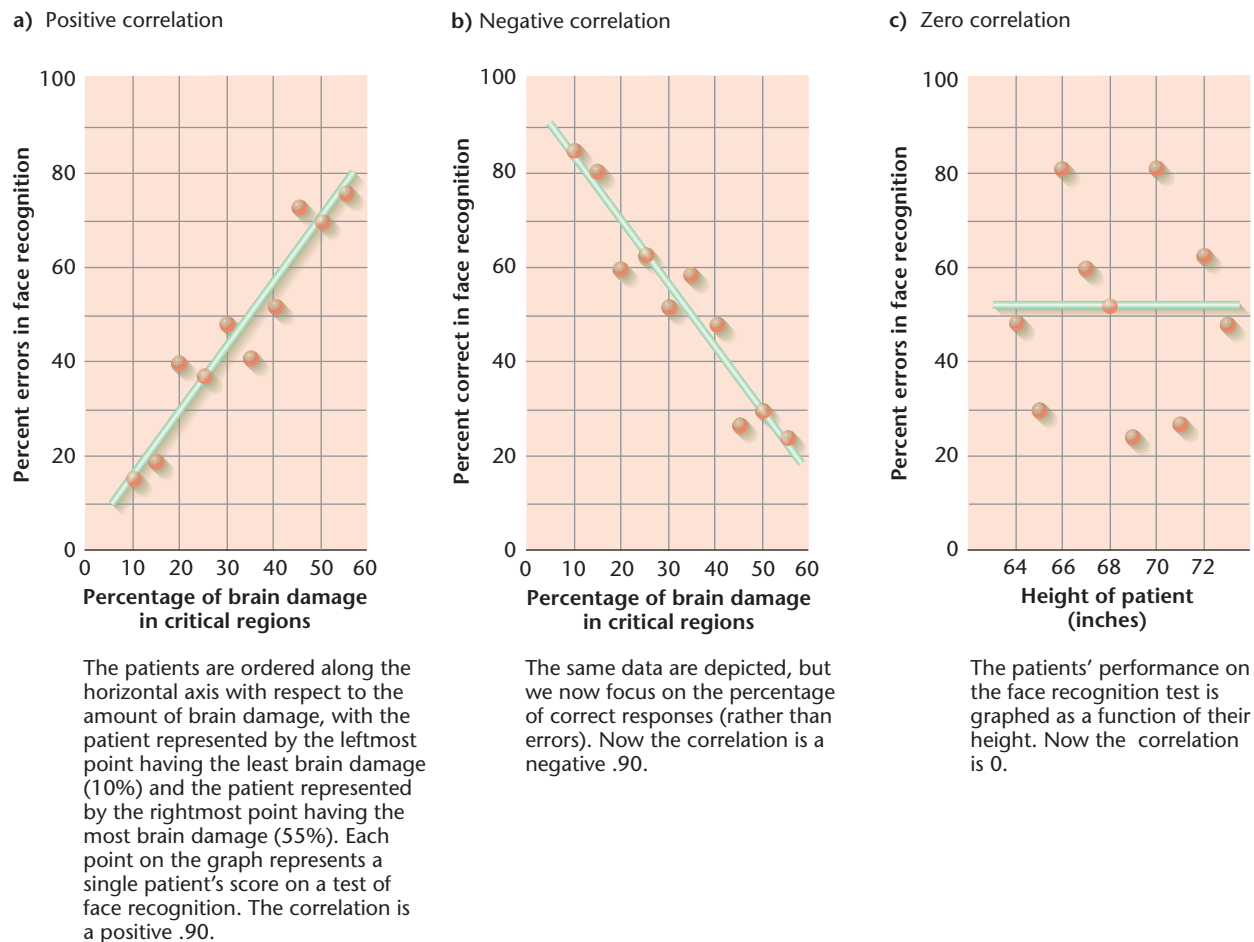 a) Positive correlation
100
80
60
40
20
0
Percent errors in face recognition
0 10 20 30 40 50 60
Percentage of brain damage
in critical regions
The patients are ordered along the
horizontal axis with respect to the
amount of brain damage, with the
patient represented by the leftmost
point having the least brain damage
(10%) and the patient represented
by the rightmost point having the
most brain damage (55%). Each
point on the graph represents a
single patient's score on a test of
face recognition. The correlation is
a positive .90.
b) Negative correlation
100
80
60
40
20
0
Percent correct in face recognition
0 10 20 30 40 50 60
Percentage of brain damage
in critical regions
The same data are depicted, but
we now focus on the percentage
of correct responses (rather than
errors). Now the correlation is a
negative .90.
c) Zero correlation
100
80
60
40
20
0
Percent errors in face recognition
64 66 68 70 72
Height of patient
(inches)
The patients' performance on
the face recognition test is
graphed as a function of their
height. Now the correlation
is 0.